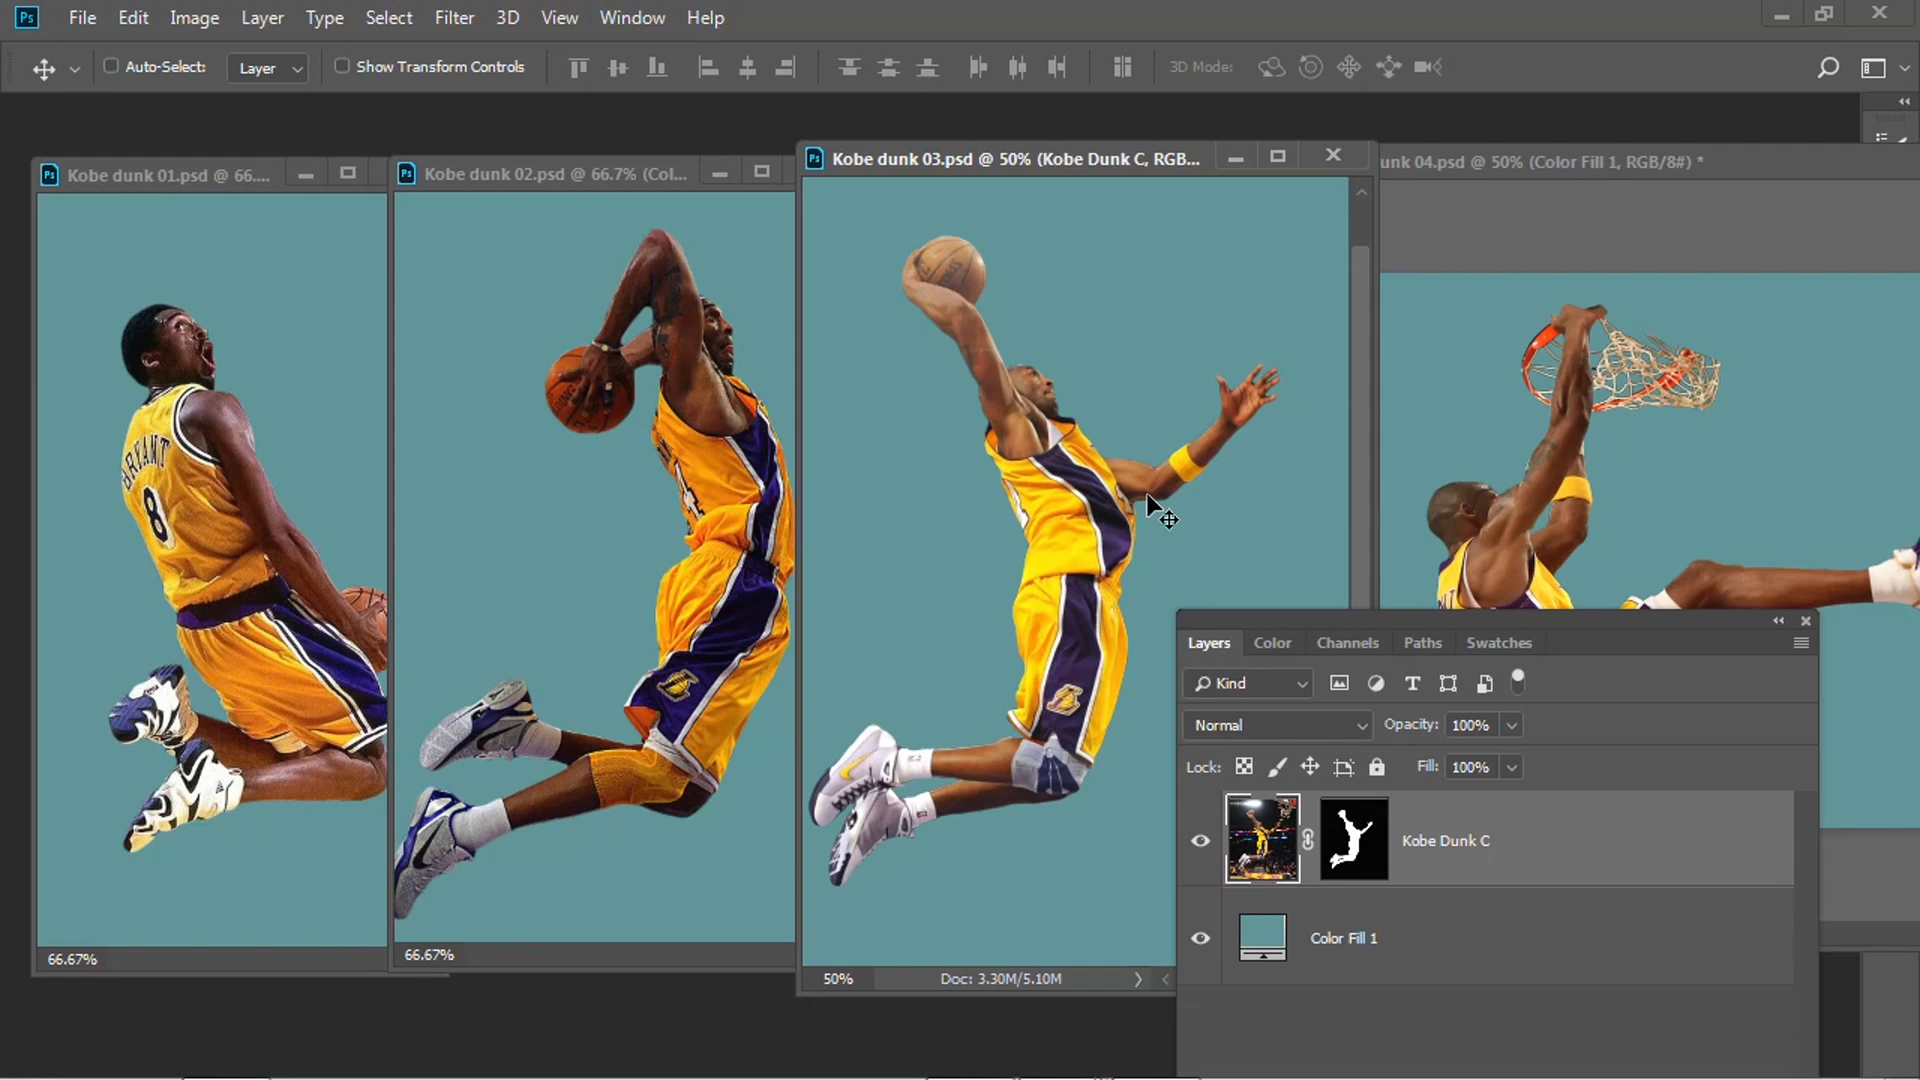 Ps File Edit Image Layer Type Select Filter 3D View Window Help
Auto-Select: Layer Show Transform Controls 3D Mode:
Kobe dunk 01.psd @ 66....
Kobe dunk 02.psd @ 66.7% (Col...
Kobe dunk 03.psd @ 50% (Kobe Dunk C, RGB...
unk 04.psd @ 50% (Color Fill 1, RGB/8#) *
BRYANT
8
Layers Color Channels Paths Swatches
Kind
Normal Opacity: 100%
Lock: Fill: 100%
Kobe Dunk C
Color Fill 1
66.67%
66.67%
50% Doc: 3.30M/5.10M